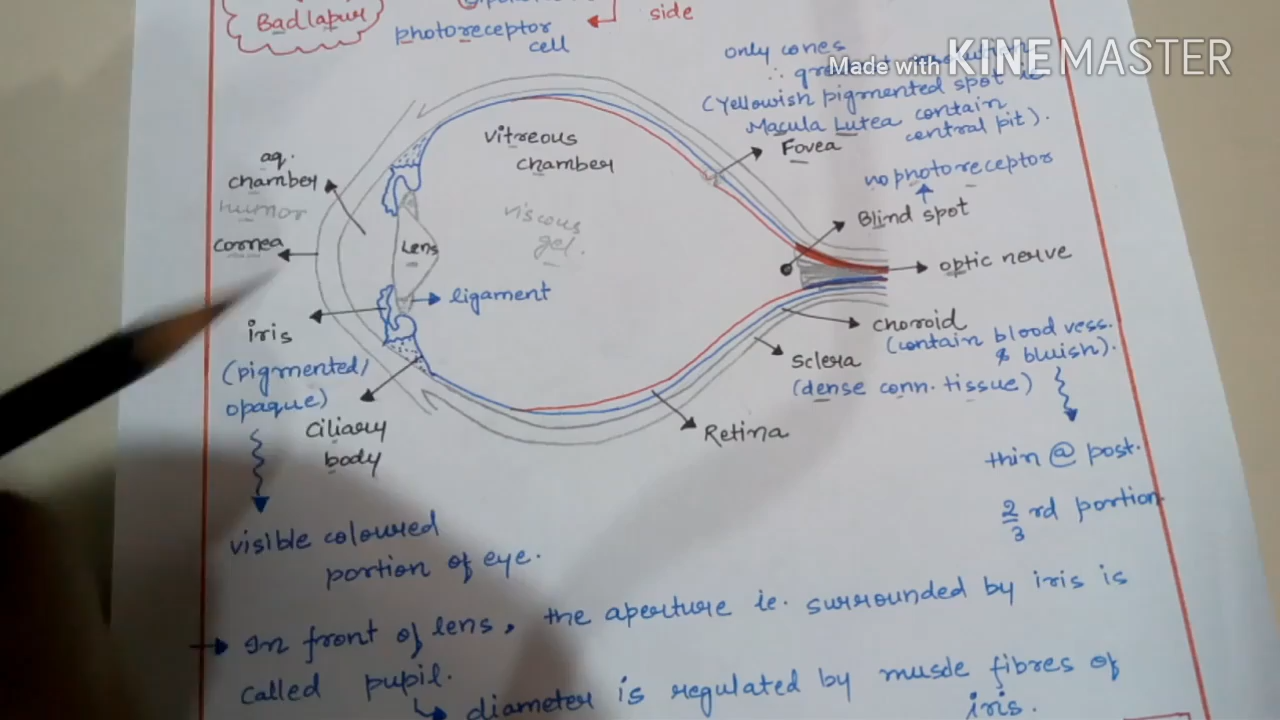 Badlapur
photoreceptor
cell
side
Made with KINEMASTER
only cones
(Yellowish pigmented spot
Macula Lutea contain
central pit).
Fovea
no photoreceptor
Blind spot
optic nerve
choroid
(contain blood vess.
& bluish).
thin @ post.
2/3 rd portion
sclera
(dense conn. tissue)
Retina
vitreous
chamber
viscous
gel.
aq.
chamber
humor
cornea
Lens
ligament
iris
(pigmented/
opaque)
ciliary
body
visible coloured
portion of eye.
→ In front of lens, the aperture ie. surrounded by iris is
called pupil.
diameter is regulated by muscle fibres of
iris.